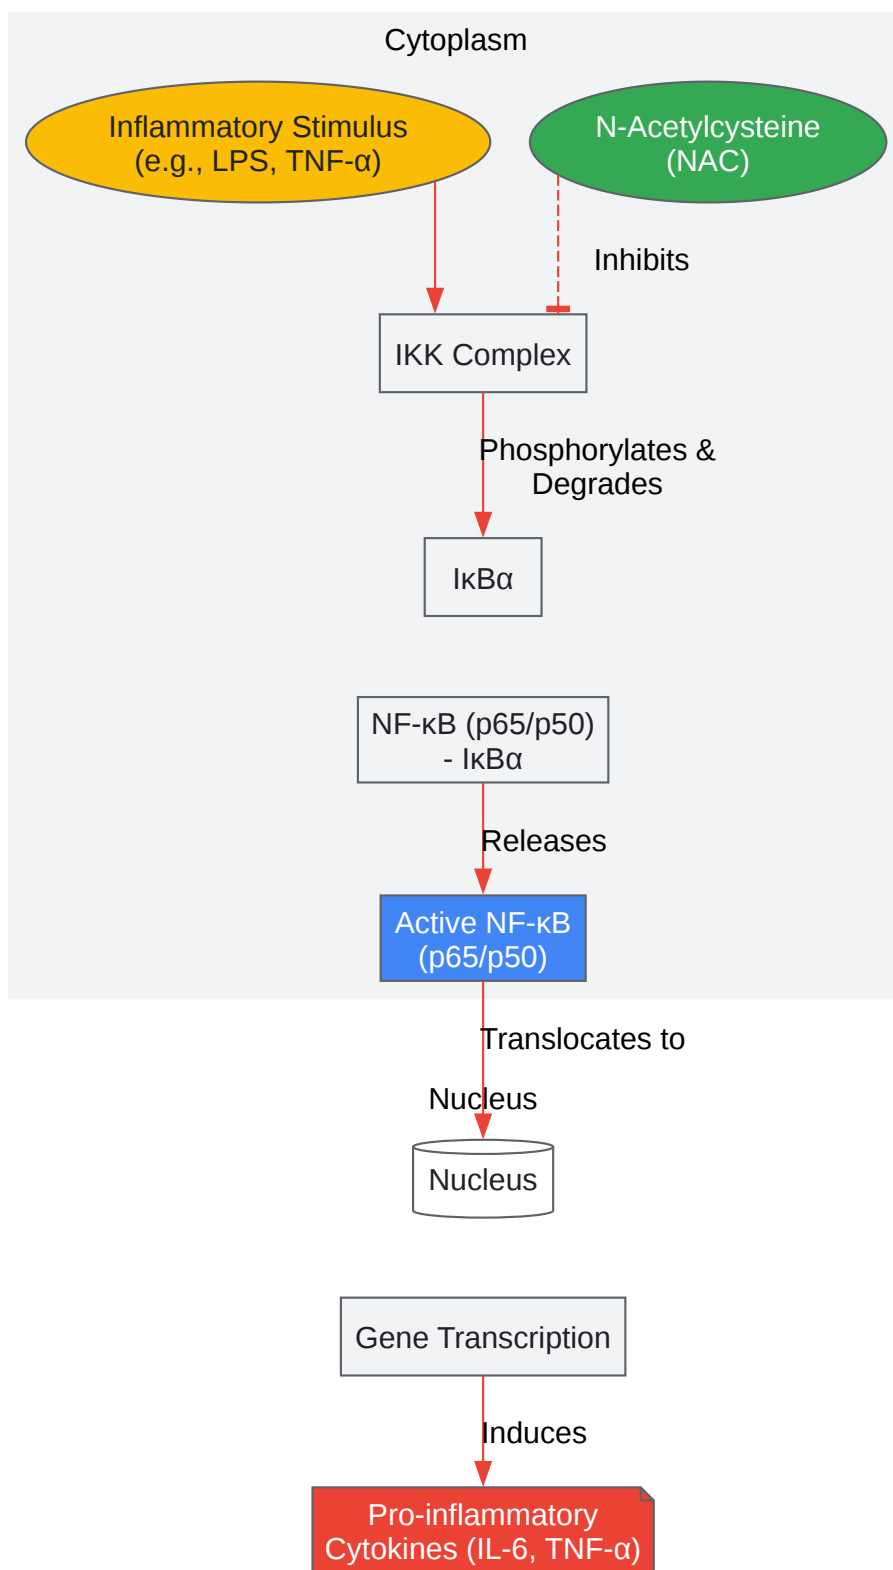 Cytoplasm
Inflammatory Stimulus
(e.g., LPS, TNF-α)
N-Acetylcysteine
(NAC)
Inhibits
IKK Complex
Phosphorylates &
Degrades
IκBα
NF-κB (p65/p50)
- IκBα
Releases
Active NF-κB
(p65/p50)
Translocates to
Nucleus
Nucleus
Gene Transcription
Induces
Pro-inflammatory
Cytokines (IL-6, TNF-α)